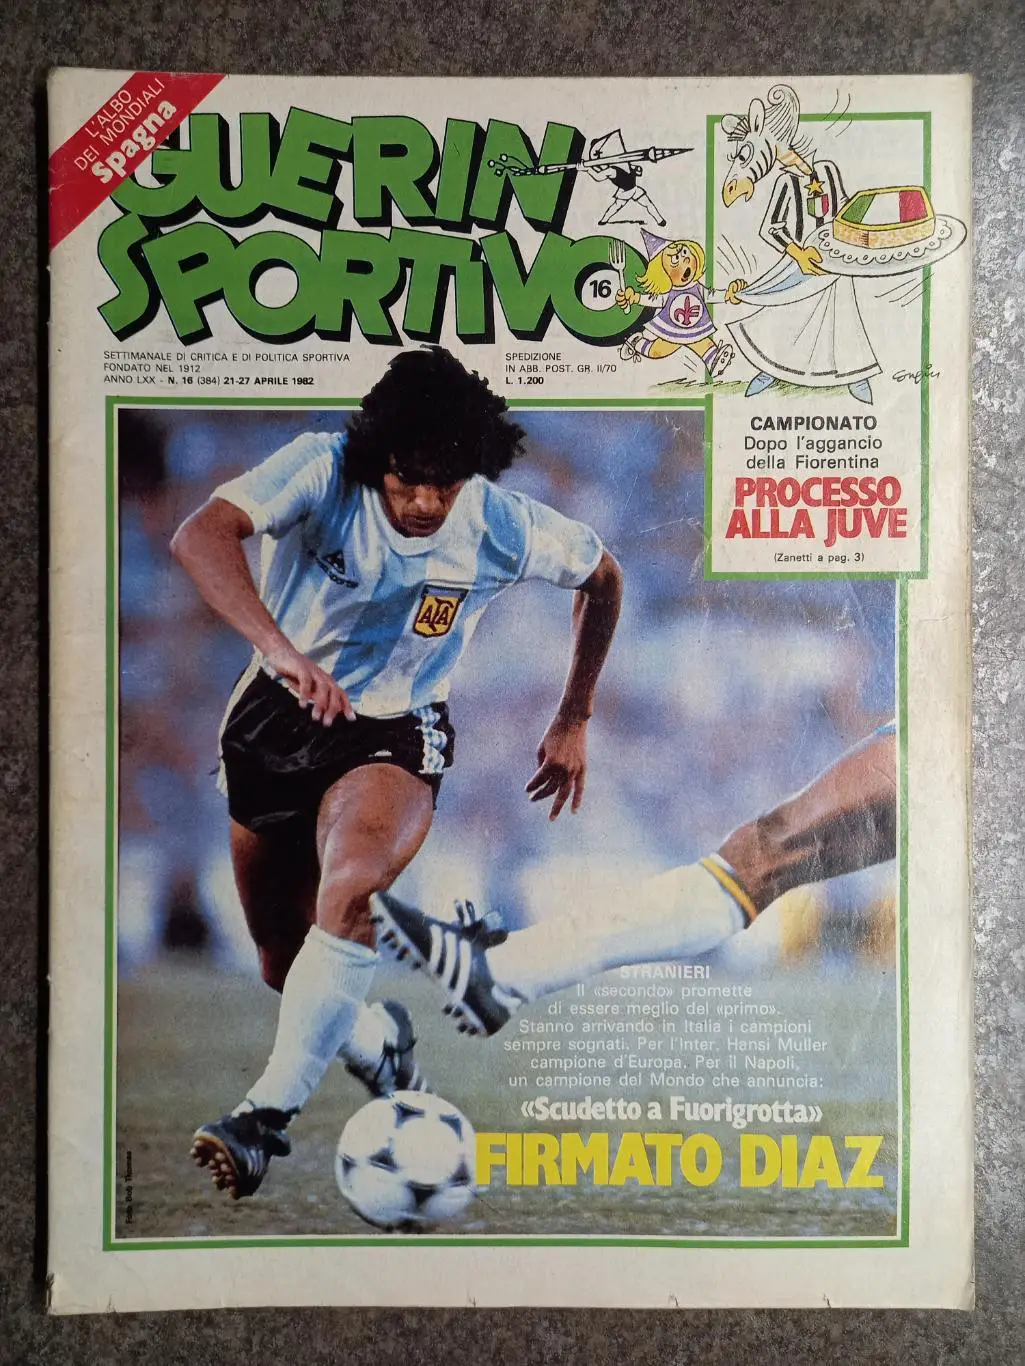 L'ALBO
DEI MONDIALI
Spagna
GUERIN
SPORTIVO
16
SETTIMANALE DI CRITICA E DI POLITICA SPORTIVA
FONDATO NEL 1912
ANNO LXX - N. 16 (384) 21-27 APRILE 1982
SPEDIZIONE
IN ABB. POST. GR. II/70
L. 1.200
CAMPIONATO
Dopo l'aggancio
della Fiorentina
PROCESSO
ALLA JUVE
(Zanetti a pag. 3)
AFA
STRANIERI
Il «secondo» promette
di essere meglio del «primo».
Stanno arrivando in Italia i campioni
sempre sognati. Per l'Inter, Hansi Muller
campione d'Europa. Per il Napoli,
un campione del Mondo che annuncia:
«Scudetto a Fuorigrotta»
FIRMATO DIAZ
Foto Bob Thomas